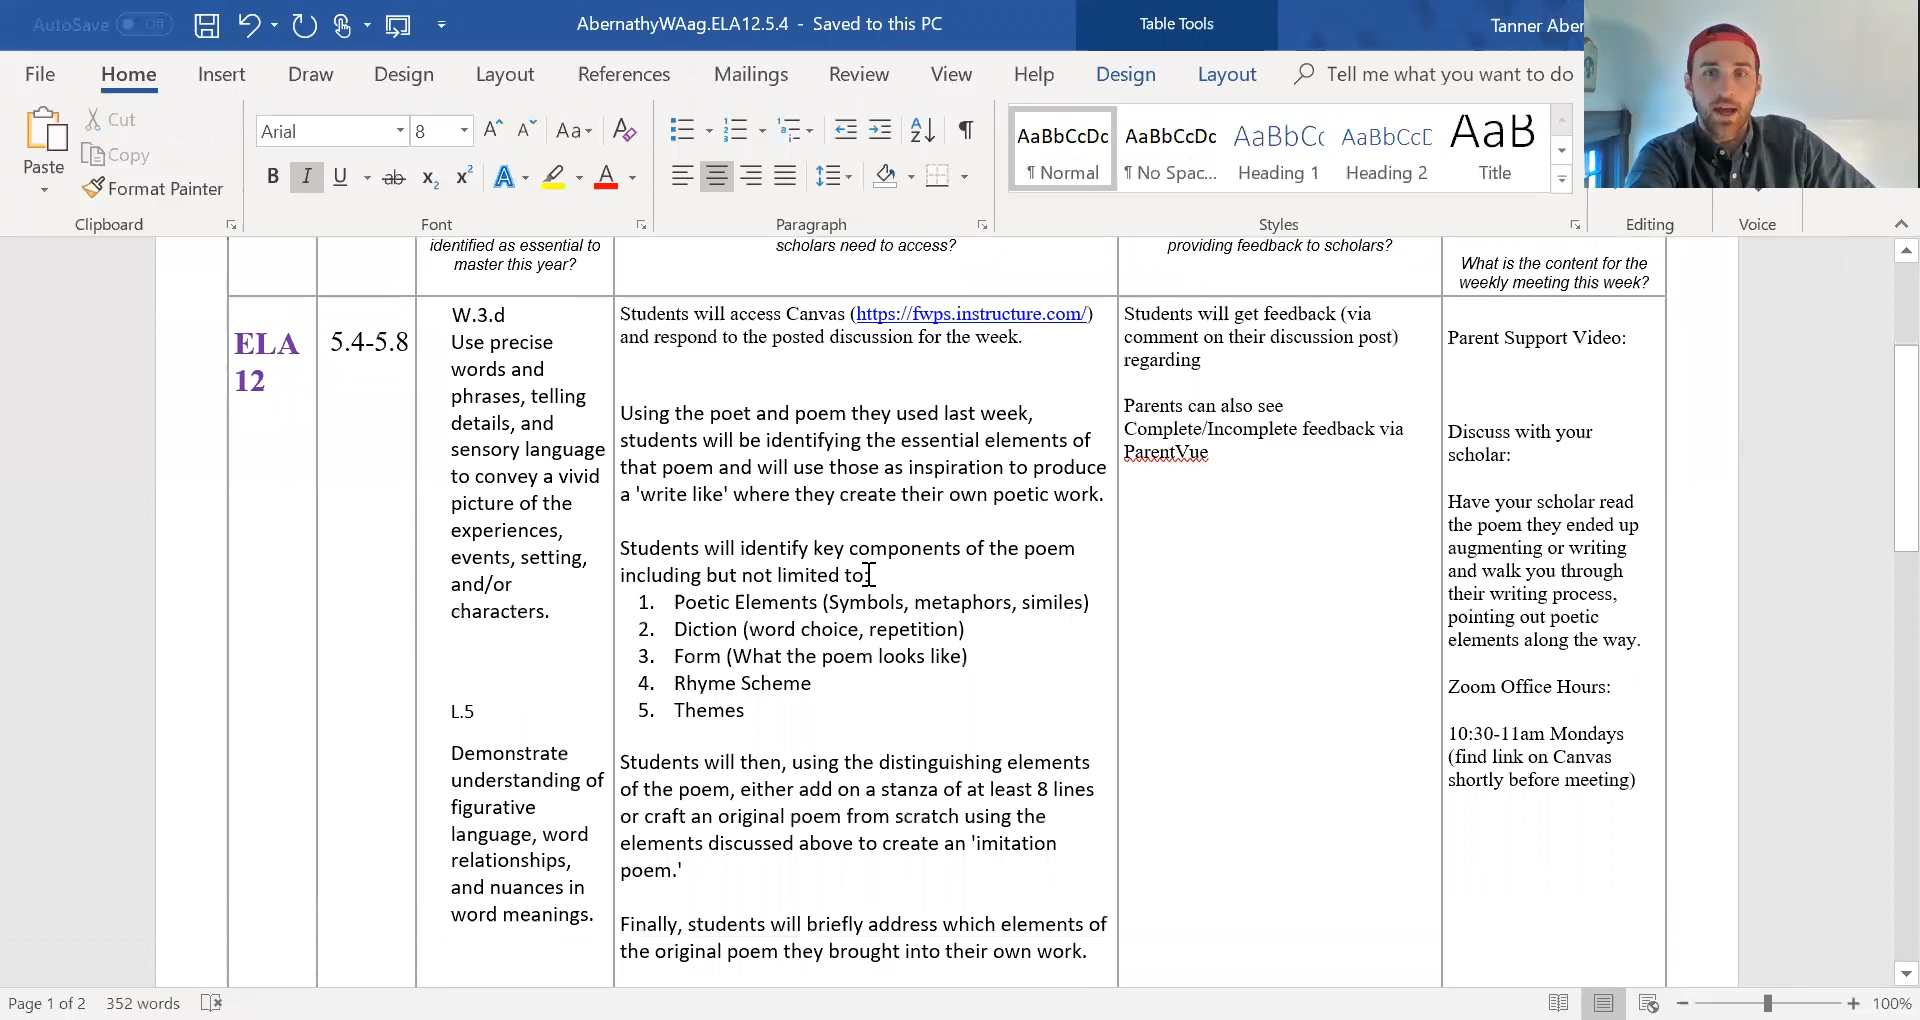 AutoSave Off
AbernathyWAag.ELA12.5.4 - Saved to this PC
Table Tools
Tanner Aber
File Home Insert Draw Design Layout References Mailings Review View Help Design Layout Tell me what you want to do
Paste
Cut
Copy
Format Painter
Clipboard
Arial 8
Aa
B I U ab x₂ x² A A
Font
Paragraph
AaBbCcDc AaBbCcDc AaBbCc AaBbCcD AaB
¶ Normal ¶ No Spac... Heading 1 Heading 2 Title
Styles
Editing
Voice
identified as essential to
master this year?
scholars need to access?
providing feedback to scholars?
What is the content for the
weekly meeting this week?
ELA
12
5.4-5.8
W.3.d
Use precise
words and
phrases, telling
details, and
sensory language
to convey a vivid
picture of the
experiences,
events, setting,
and/or
characters.
L.5
Demonstrate
understanding of
figurative
language, word
relationships,
and nuances in
word meanings.
Students will access Canvas (https://fwps.instructure.com/)
and respond to the posted discussion for the week.
Using the poet and poem they used last week,
students will be identifying the essential elements of
that poem and will use those as inspiration to produce
a 'write like' where they create their own poetic work.
Students will identify key components of the poem
including but not limited to:
1. Poetic Elements (Symbols, metaphors, similes)
2. Diction (word choice, repetition)
3. Form (What the poem looks like)
4. Rhyme Scheme
5. Themes
Students will then, using the distinguishing elements
of the poem, either add on a stanza of at least 8 lines
or craft an original poem from scratch using the
elements discussed above to create an 'imitation
poem.'
Finally, students will briefly address which elements of
the original poem they brought into their own work.
Students will get feedback (via
comment on their discussion post)
regarding
Parents can also see
Complete/Incomplete feedback via
ParentVue
Parent Support Video:
Discuss with your
scholar:
Have your scholar read
the poem they ended up
augmenting or writing
and walk you through
their writing process,
pointing out poetic
elements along the way.
Zoom Office Hours:
10:30-11am Mondays
(find link on Canvas
shortly before meeting)
Page 1 of 2 352 words
100%